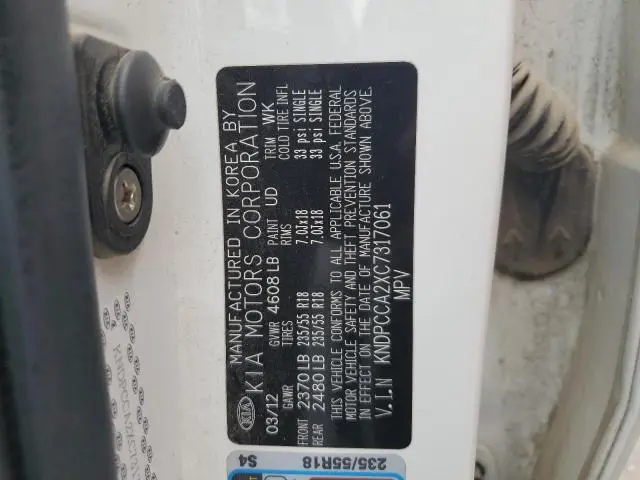 MANUFACTURED IN KOREA BY
KIA MOTORS CORPORATION
03/12 GVWR 4608 LB PAINT UD TRIM WK
GAWR TIRES RIMS COLD TIRE INFL
FRONT 2370 LB 235/55 R18 7.0Jx18 33 psi SINGLE
REAR 2480 LB 235/55 R18 7.0Jx18 33 psi SINGLE
THIS VEHICLE CONFORMS TO ALL APPLICABLE U.S.A. FEDERAL
MOTOR VEHICLE SAFETY AND THEFT PREVENTION STANDARDS
IN EFFECT ON THE DATE OF MANUFACTURE SHOWN ABOVE.
V.I.N KNDPCCA2XC7317061
MPV
KIA
235/55R18
S4